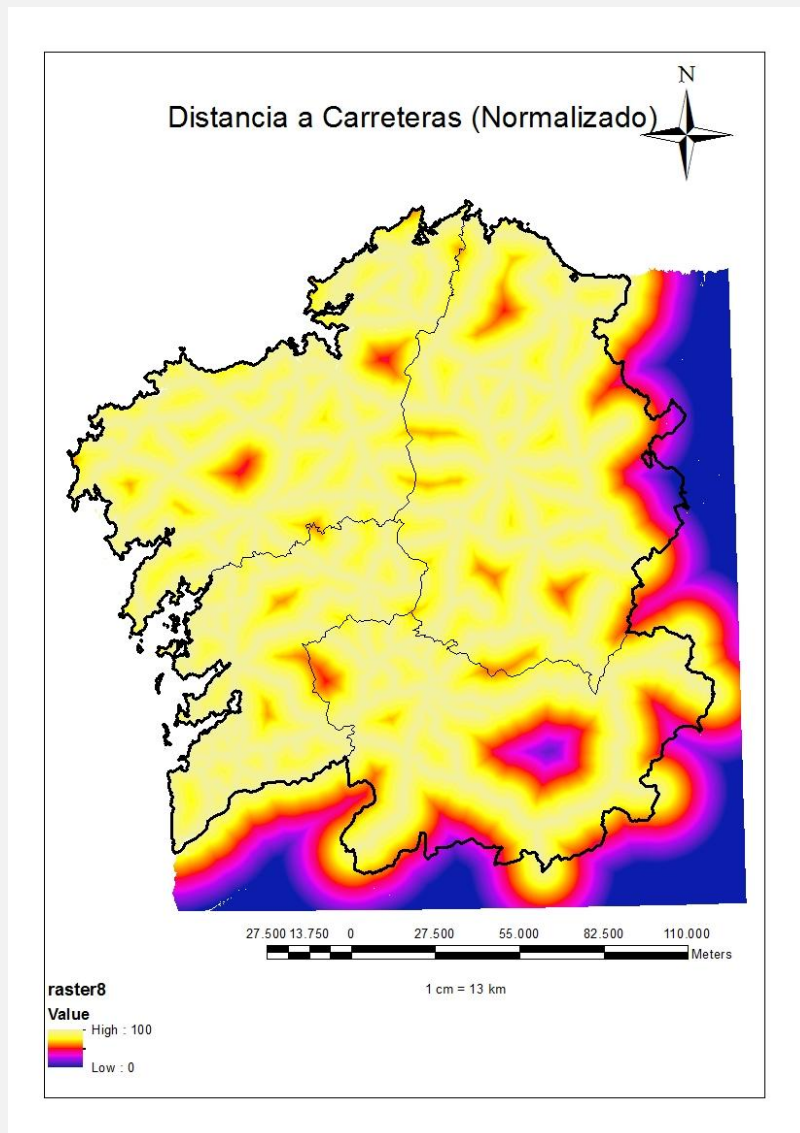 N
Distancia a Carreteras (Normalizado)
27.500 13.750 0 27.500 55.000 82.500 110.000
Meters
1 cm = 13 km
raster8
Value
High : 100
Low : 0